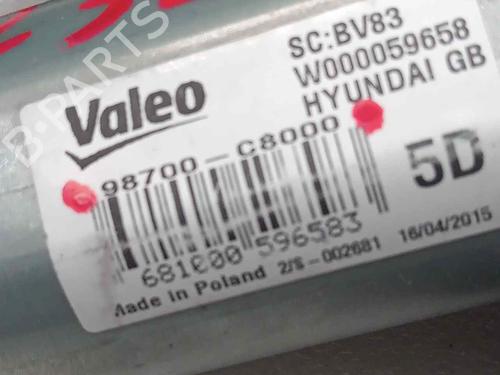 Valeo
SC:BV83
W000059658
HYUNDAI GB
98700-C8000
5D
681000 596583
Made in Poland 2/S-002681 16/04/2015
B-PARTS